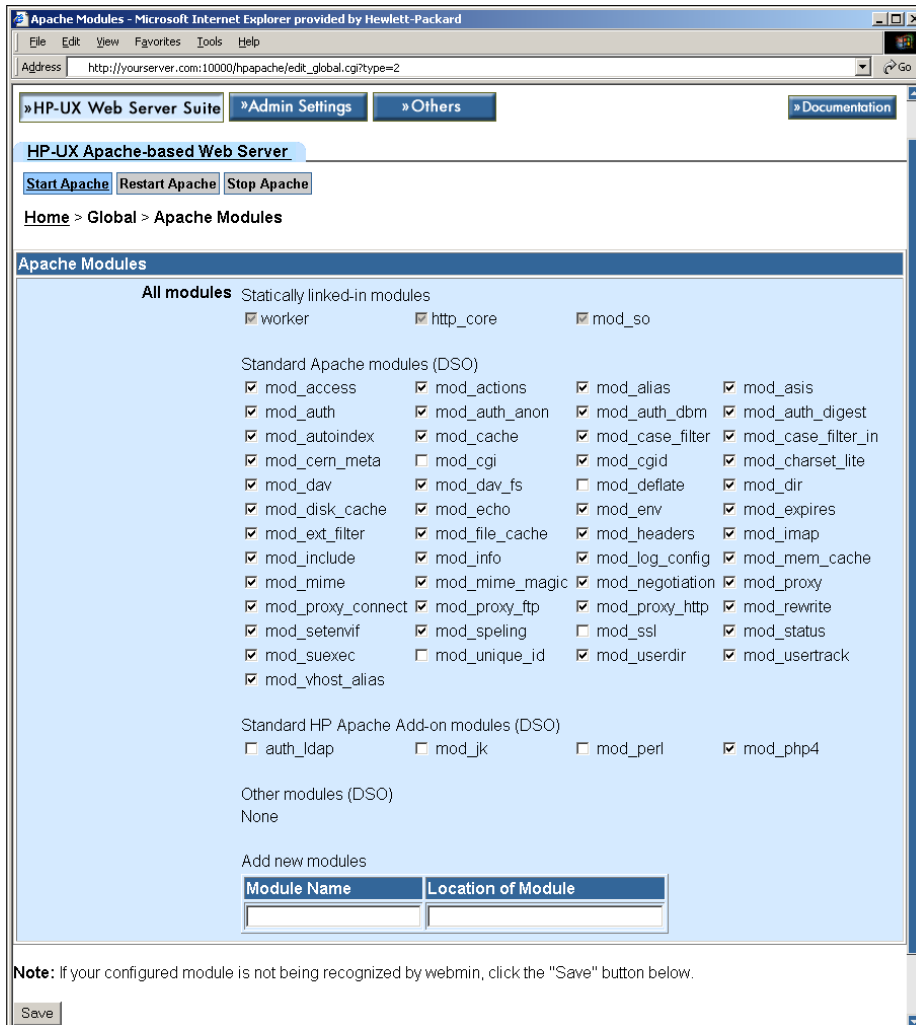 Apache Modules - Microsoft Internet Explorer provided by Hewlett-Packard
File Edit View Favorites Tools Help
Address http://yourserver.com:10000/hpapache/edit_global.cgi?type=2 Go
»HP-UX Web Server Suite »Admin Settings »Others »Documentation
HP-UX Apache-based Web Server
Start Apache Restart Apache Stop Apache
Home > Global > Apache Modules
Apache Modules
All modules Statically linked-in modules
worker http_core mod_so
Standard Apache modules (DSO)
mod_access mod_actions mod_alias mod_asis
mod_auth mod_auth_anon mod_auth_dbm mod_auth_digest
mod_autoindex mod_cache mod_case_filter mod_case_filter_in
mod_cern_meta mod_cgi mod_cgid mod_charset_lite
mod_dav mod_dav_fs mod_deflate mod_dir
mod_disk_cache mod_echo mod_env mod_expires
mod_ext_filter mod_file_cache mod_headers mod_imap
mod_include mod_info mod_log_config mod_mem_cache
mod_mime mod_mime_magic mod_negotiation mod_proxy
mod_proxy_connect mod_proxy_ftp mod_proxy_http mod_rewrite
mod_setenvif mod_speling mod_ssl mod_status
mod_suexec mod_unique_id mod_userdir mod_usertrack
mod_vhost_alias
Standard HP Apache Add-on modules (DSO)
auth_ldap mod_jk mod_perl mod_php4
Other modules (DSO)
None
Add new modules
Module Name Location of Module
Note: If your configured module is not being recognized by webmin, click the "Save" button below.
Save